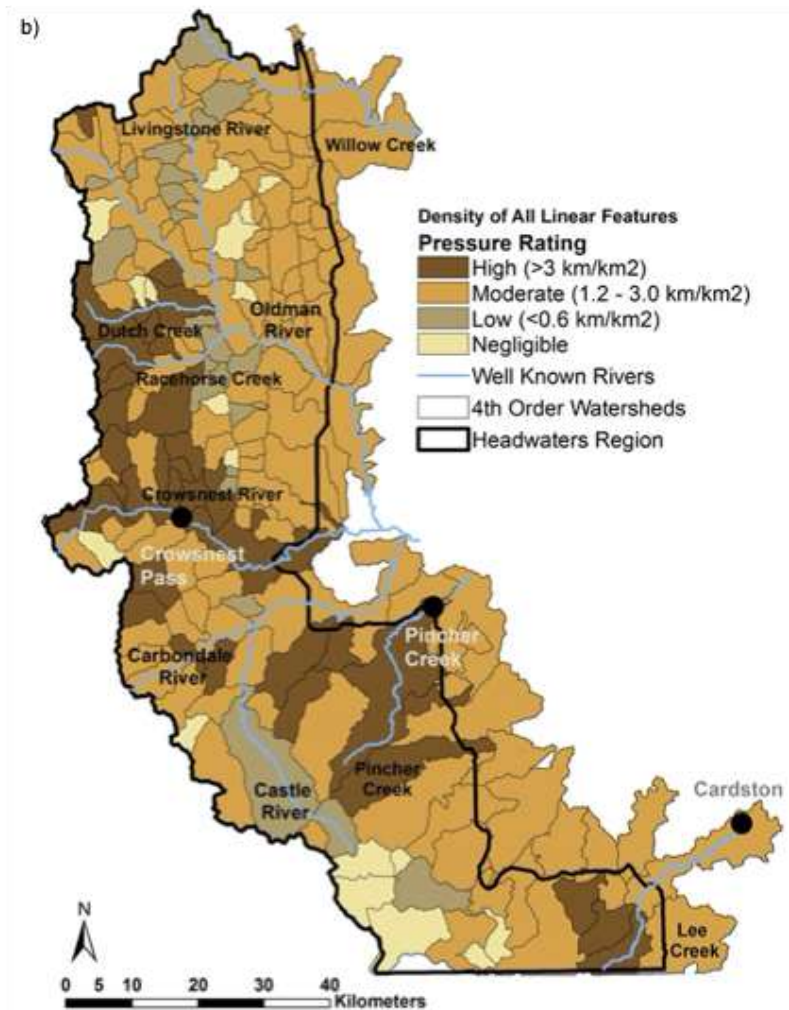 b)
Livingstone River
Willow Creek
Density of All Linear Features
Pressure Rating
High (>3 km/km2)
Moderate (1.2 - 3.0 km/km2)
Low (<0.6 km/km2)
Negligible
Well Known Rivers
4th Order Watersheds
Headwaters Region
Oldman
River
Dutch Creek
Racehorse Creek
Crowsnest River
Crowsnest
Pass
Pincher
Creek
Carbondale
River
Pincher
Creek
Castle
River
Cardston
Lee
Creek
N
0 10 20 30 40
Kilometers